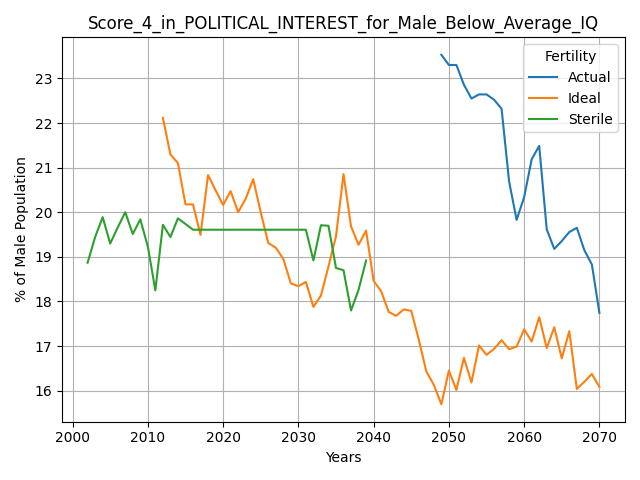 Score_4_in_POLITICAL_INTEREST_for_Male_Below_Average_IQ
Fertility
Actual
Ideal
Sterile
% of Male Population
23
22
21
20
19
18
17
16
2000
2010
2020
2030
2040
2050
2060
2070
Years